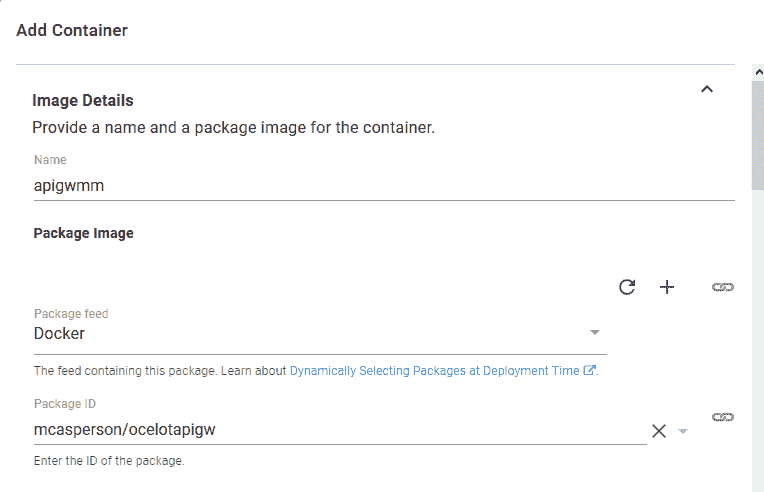 Add Container
Image Details
Provide a name and a package image for the container.
Name
apigwmm
Package Image
Package feed
Docker
The feed containing this package. Learn about Dynamically Selecting Packages at Deployment Time.
Package ID
mcasperson/ocelotapigw
Enter the ID of the package.